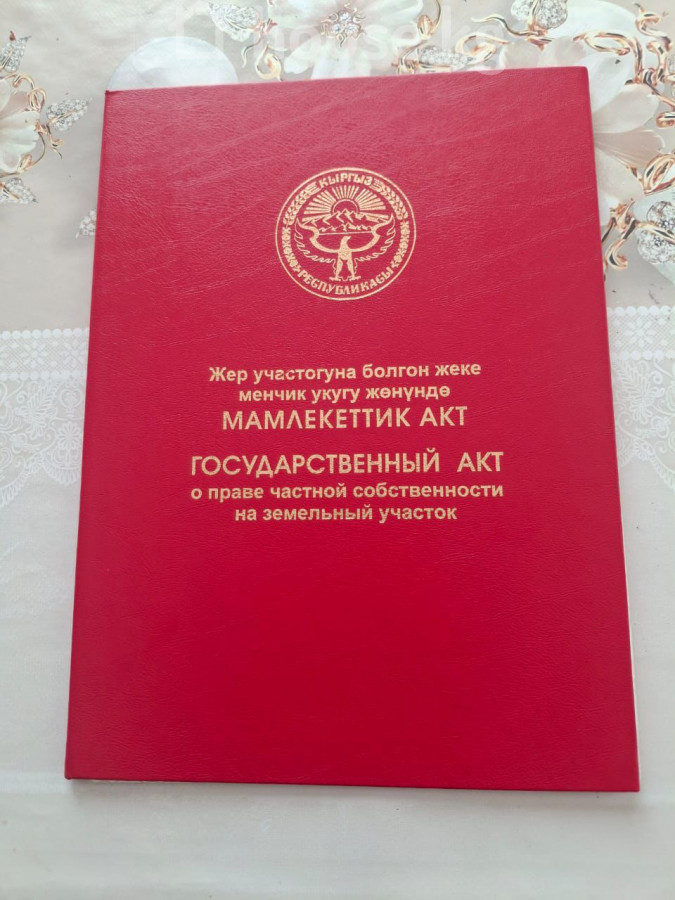 КЫРГЫЗ
РЕСПУБЛИКАСЫ
Жер участогуна болгон жеке
менчик укугу жөнүндө
МАМЛЕКЕТТИК АКТ
ГОСУДАРСТВЕННЫЙ АКТ
о праве частной собственности
на земельный участок